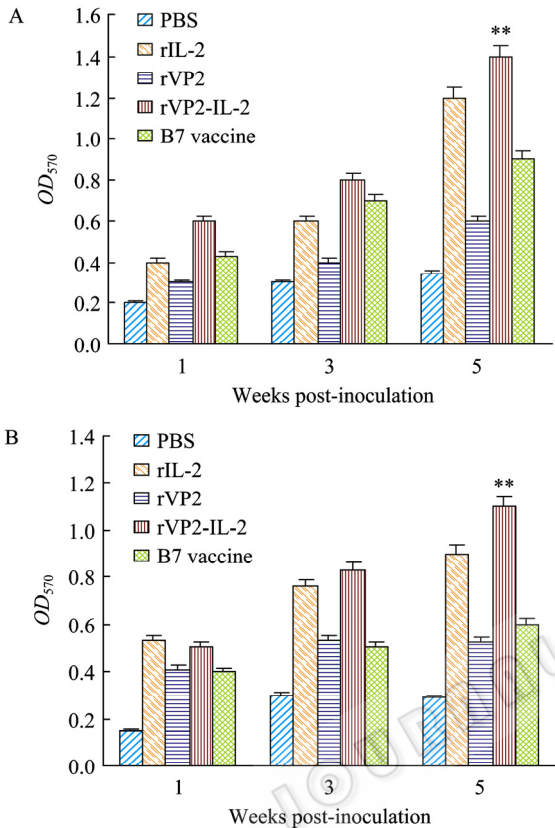 A
1.6
1.4
1.2
1.0
0.8
0.6
0.4
0.2
0.0
OD570
PBS
rIL-2
rVP2
rVP2-IL-2
B7 vaccine
**
1 3 5
Weeks post-inoculation
B
1.4
1.2
1.0
0.8
0.6
0.4
0.2
0.0
OD570
PBS
rIL-2
rVP2
rVP2-IL-2
B7 vaccine
**
1 3 5
Weeks post-inoculation